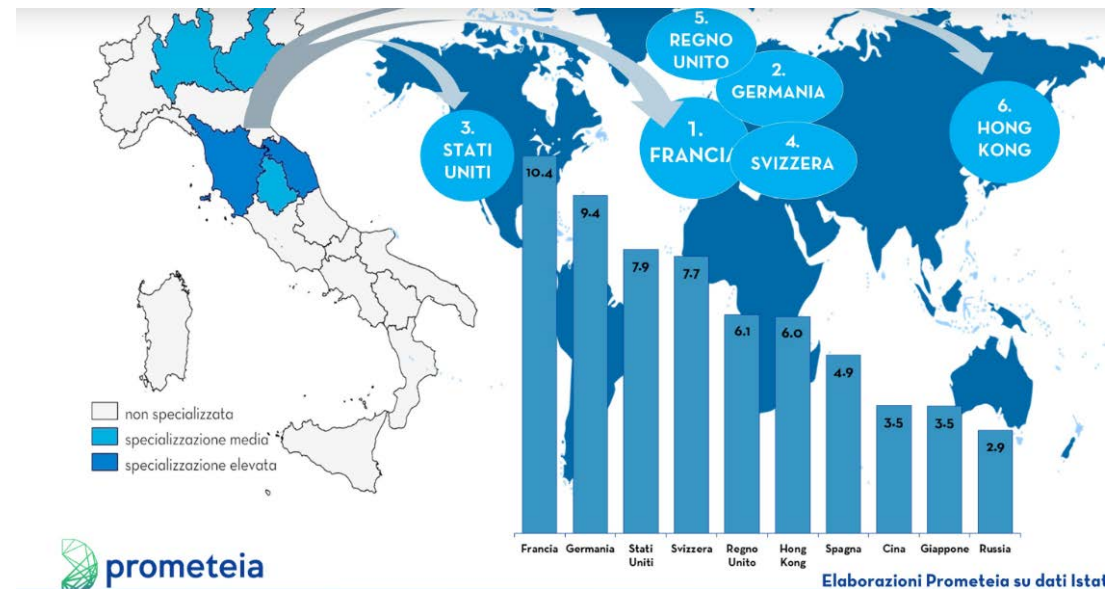 5.
REGNO
UNITO
2.
GERMANIA
3.
STATI
UNITI
1.
FRANCIA
4.
SVIZZERA
6.
HONG
KONG
10.4
9.4
7.9
7.7
6.1
6.0
4.9
3.5
3.5
2.9
non specializzata
specializzazione media
specializzazione elevata
Francia
Germania
Stati
Uniti
Svizzera
Regno
Unito
Hong
Kong
Spagna
Cina
Giappone
Russia
prometeia
Elaborazioni Prometeia su dati Istat